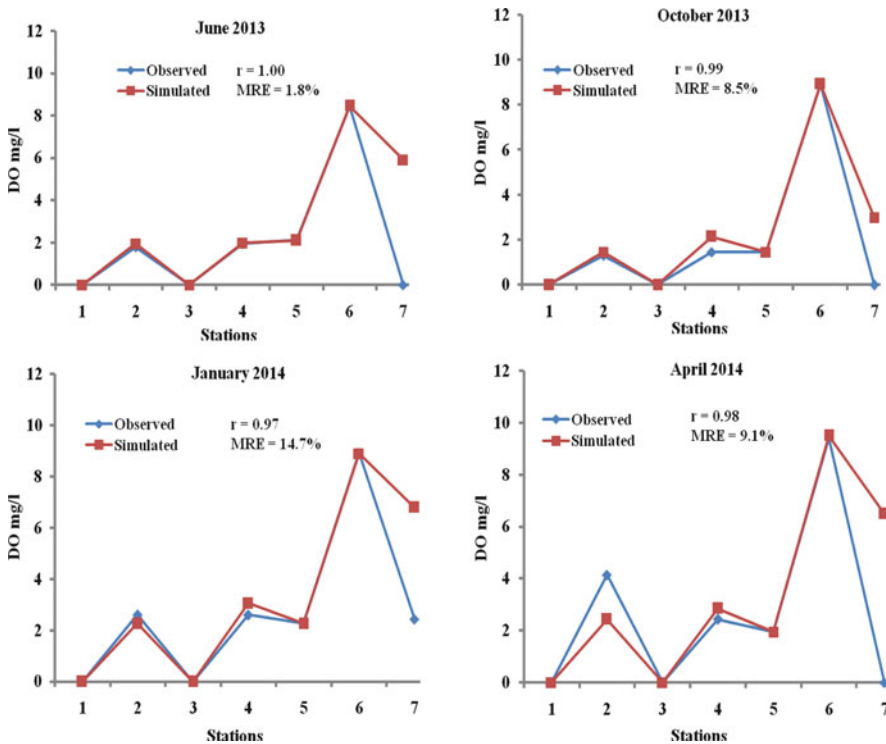 June 2013
12
10
8
6
4
2
0
DO mg/l
Observed
Simulated
r = 1.00
MRE = 1.8%
1 2 3 4 5 6 7
Stations
October 2013
12
10
8
6
4
2
0
DO mg/l
Observed
Simulated
r = 0.99
MRE = 8.5%
1 2 3 4 5 6 7
Stations
January 2014
12
10
8
6
4
2
0
DO mg/l
Observed
Simulated
r = 0.97
MRE = 14.7%
1 2 3 4 5 6 7
Stations
April 2014
12
10
8
6
4
2
0
DO mg/l
Observed
Simulated
r = 0.98
MRE = 9.1%
1 2 3 4 5 6 7
Stations